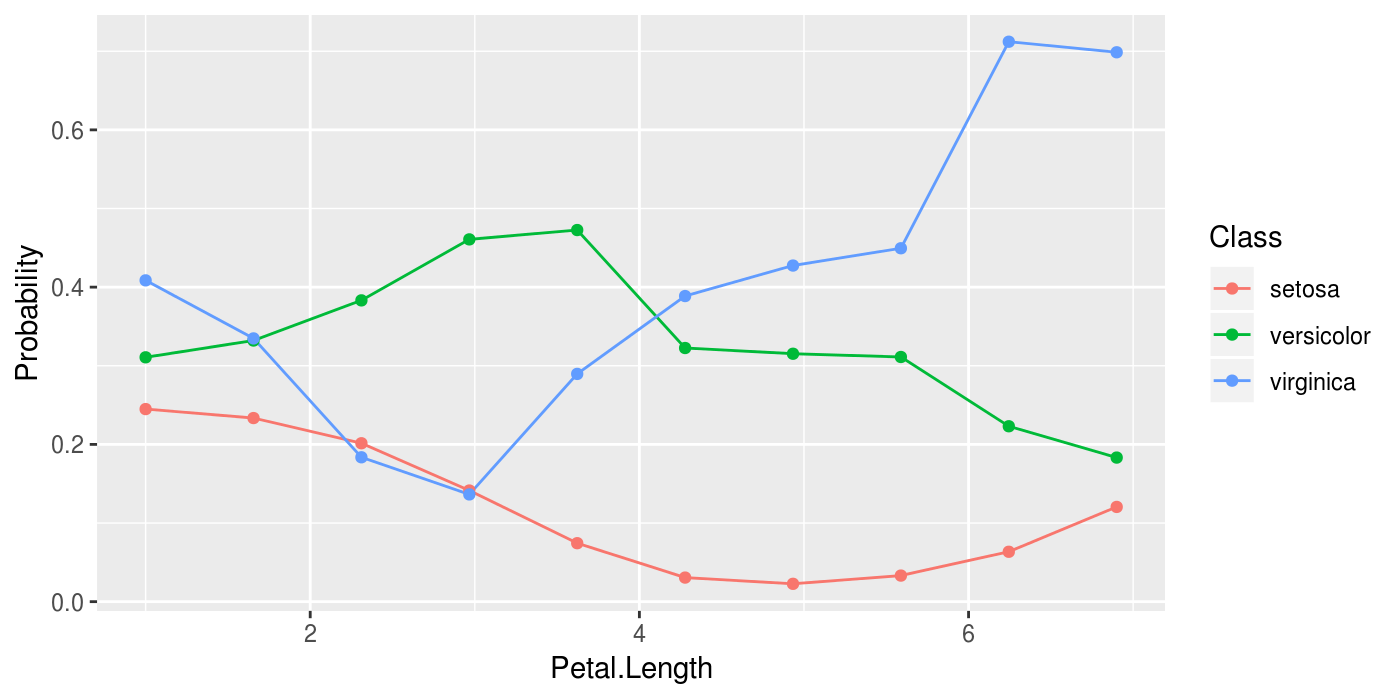 0.6
0.4
0.2
0.0
Probability
2 4 6
Petal.Length
Class
setosa
versicolor
virginica